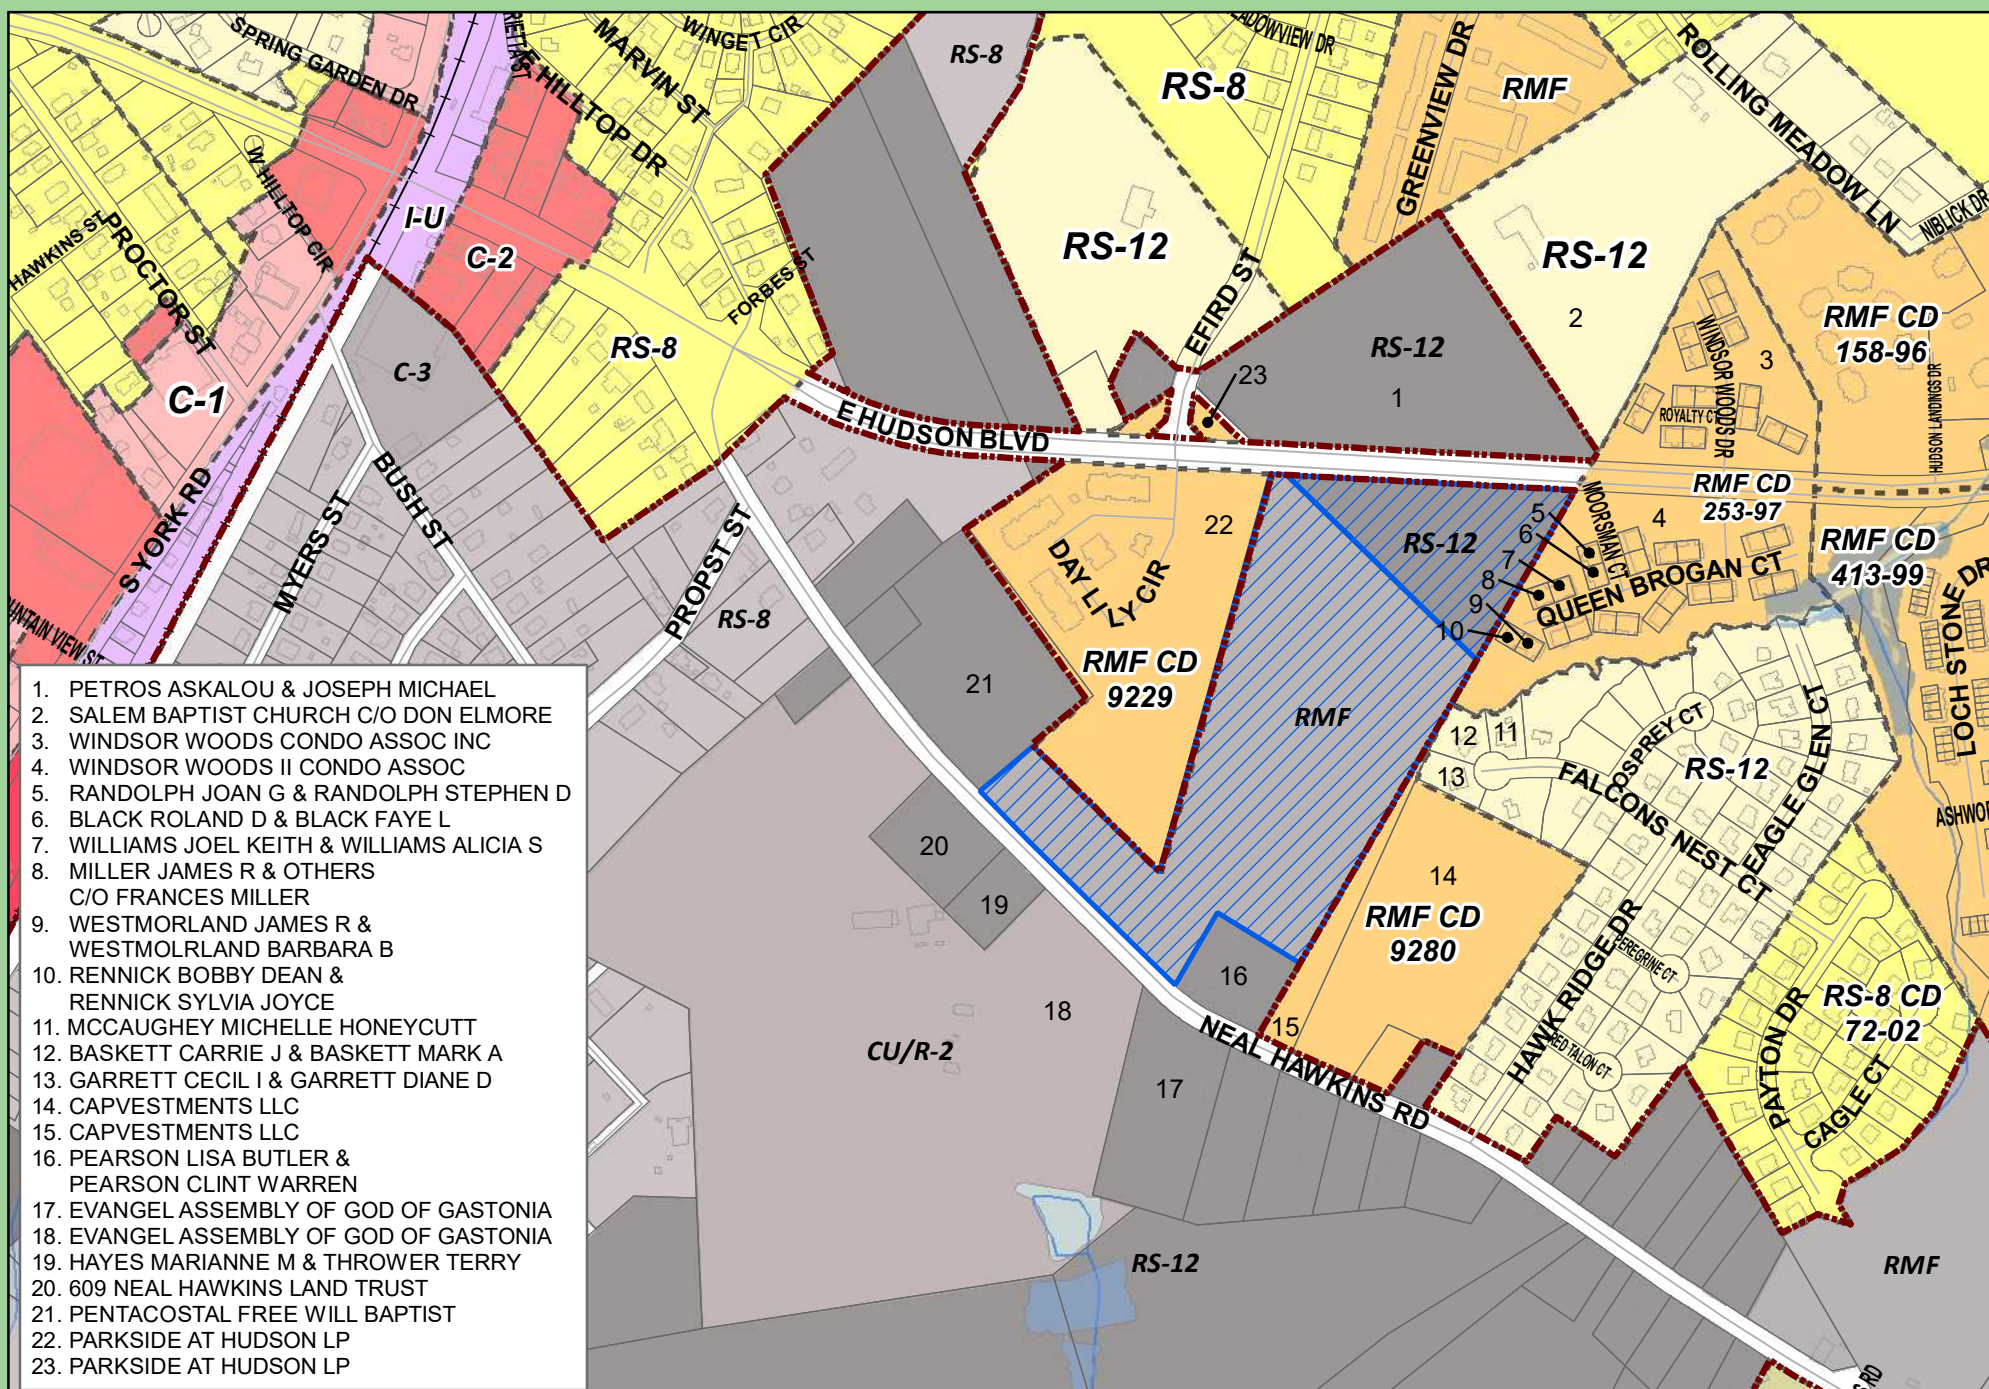 SPRING GARDEN DR
E HILLTOP DR
MARVIN ST
WINGET CIR
RS-8
RS-8
GREENVIEW DR
RMF
ROLLING MEADOW LN
NIBLICK DR
HAWKINS ST
PROCTOR ST
W HILLTOP CIR
I-U
C-2
RS-8
FORBES ST
RS-12
EFIRD ST
RS-12
RS-12
2
1
23
WINDSOR WOODS DR
3
ROYALTY CT
RMF CD
158-96
HUDSON LANDINGS DR
C-1
C-3
E HUDSON BLVD
S YORK RD
MYERS ST
BUSH ST
PROPST ST
RS-8
22
DAY LILY CIR
RMF CD
9229
21
RS-12
RMF
MOORSMAN CT
4
RMF CD
253-97
RMF CD
413-99
5
6
7
8
9
10
QUEEN BROGAN CT
LOCH STONE DR
12
11
13
OSPREY CT
FALCONS NEST CT
RS-12
EAGLE GLEN CT
20
19
18
CU/R-2
16
15
14
RMF CD
9280
17
NEAL HAWKINS RD
HAWK RIDGE DR
PEREGRINE CT
RED TALON CT
PAYTON DR
CAGLE CT
RS-8 CD
72-02
RS-12
RMF
1. PETROS ASKALOU & JOSEPH MICHAEL
2. SALEM BAPTIST CHURCH C/O DON ELMORE
3. WINDSOR WOODS CONDO ASSOC INC
4. WINDSOR WOODS II CONDO ASSOC
5. RANDOLPH JOAN G & RANDOLPH STEPHEN D
6. BLACK ROLAND D & BLACK FAYE L
7. WILLIAMS JOEL KEITH & WILLIAMS ALICIA S
8. MILLER JAMES R & OTHERS
C/O FRANCES MILLER
9. WESTMORLAND JAMES R &
WESTMOLRLAND BARBARA B
10. RENNICK BOBBY DEAN &
RENNICK SYLVIA JOYCE
11. MCCAUGHEY MICHELLE HONEYCUTT
12. BASKETT CARRIE J & BASKETT MARK A
13. GARRETT CECIL I & GARRETT DIANE D
14. CAPVESTMENTS LLC
15. CAPVESTMENTS LLC
16. PEARSON LISA BUTLER &
PEARSON CLINT WARREN
17. EVANGEL ASSEMBLY OF GOD OF GASTONIA
18. EVANGEL ASSEMBLY OF GOD OF GASTONIA
19. HAYES MARIANNE M & THROWER TERRY
20. 609 NEAL HAWKINS LAND TRUST
21. PENTACOSTAL FREE WILL BAPTIST
22. PARKSIDE AT HUDSON LP
23. PARKSIDE AT HUDSON LP